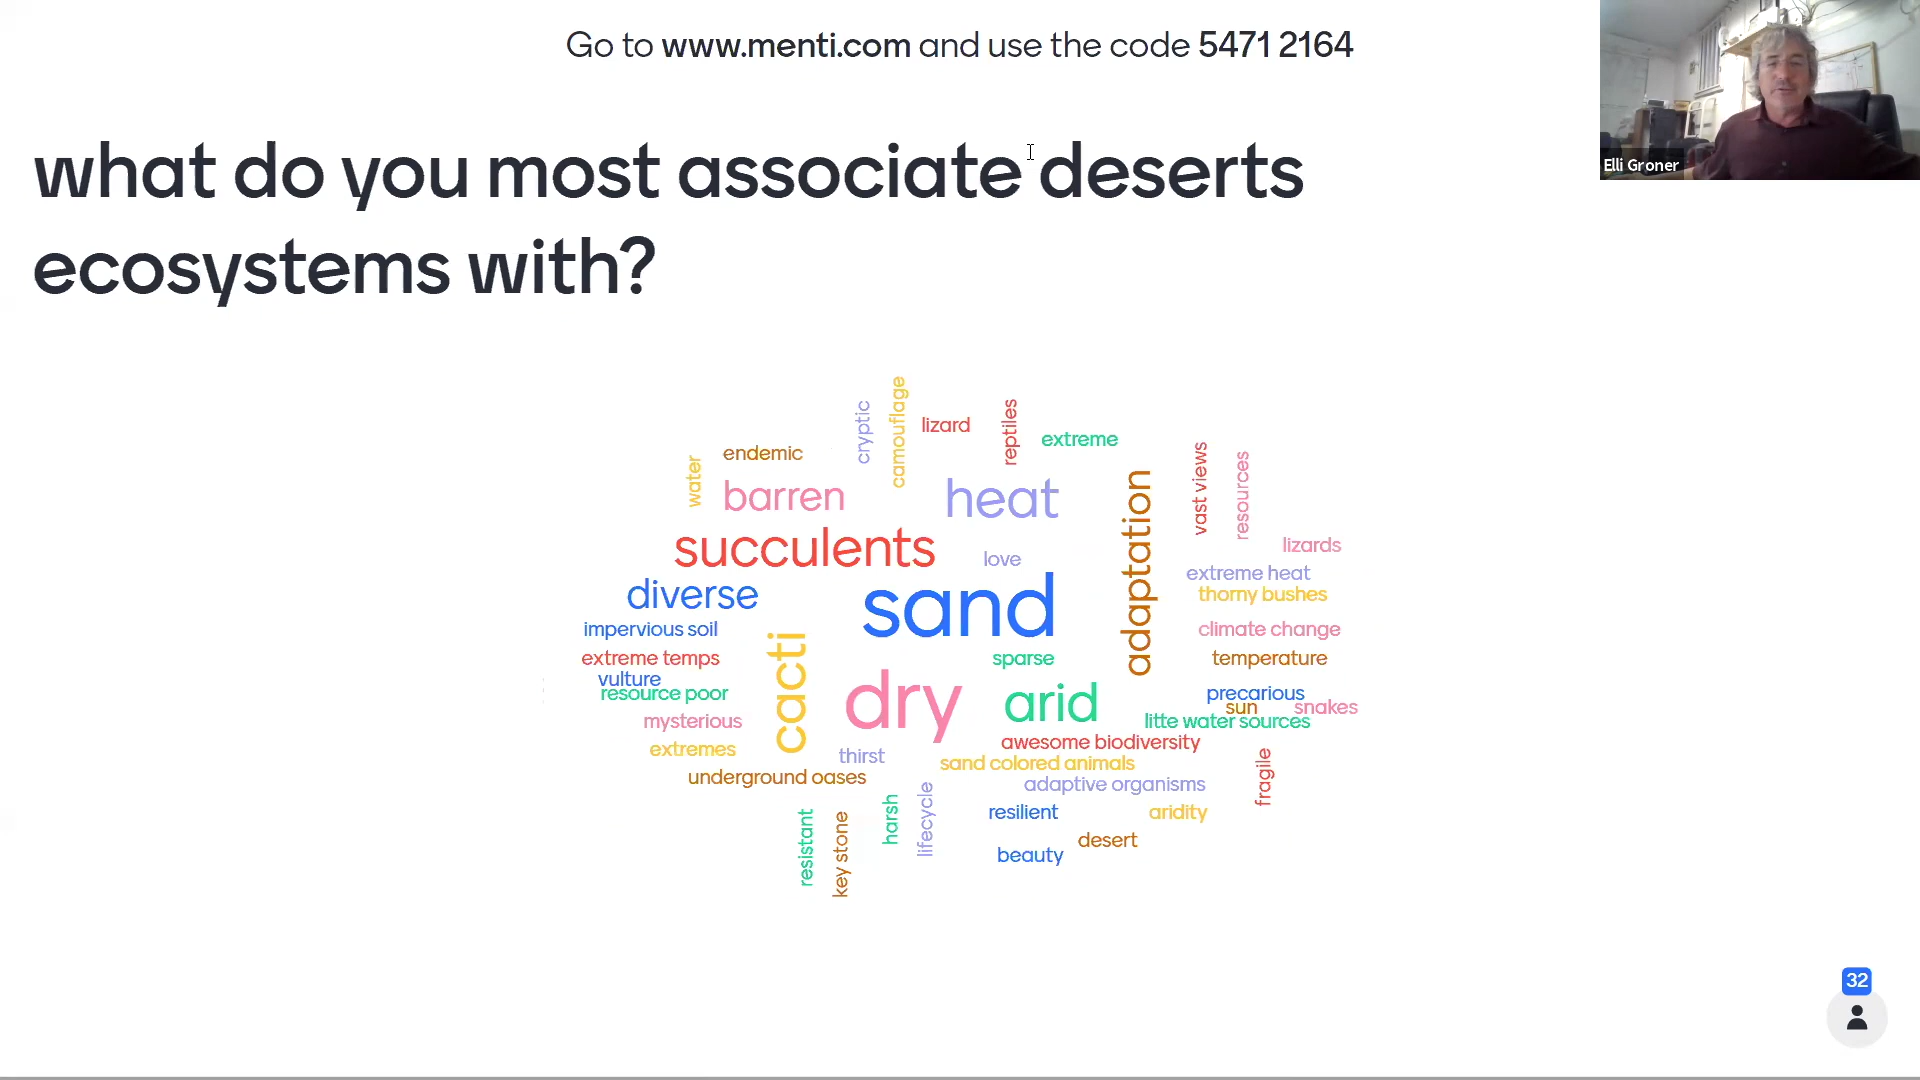 Go to www.menti.com and use the code 5471 2164
Elli Groner
what do you most associate deserts
ecosystems with?
cryptic
camouflage
lizard
reptiles
extreme
endemic
water
barren
heat
adaptation
vast views
resources
succulents
love
lizards
extreme heat
thorny bushes
diverse
sand
impervious soil
climate change
cacti
extreme temps
sparse
temperature
vulture
resource poor
dry
arid
precarious
sun
snakes
mysterious
litte water sources
extremes
thirst
awesome biodiversity
sand colored animals
underground oases
adaptive organisms
fragile
resistant
key stone
harsh
lifecycle
resilient
aridity
desert
beauty
32